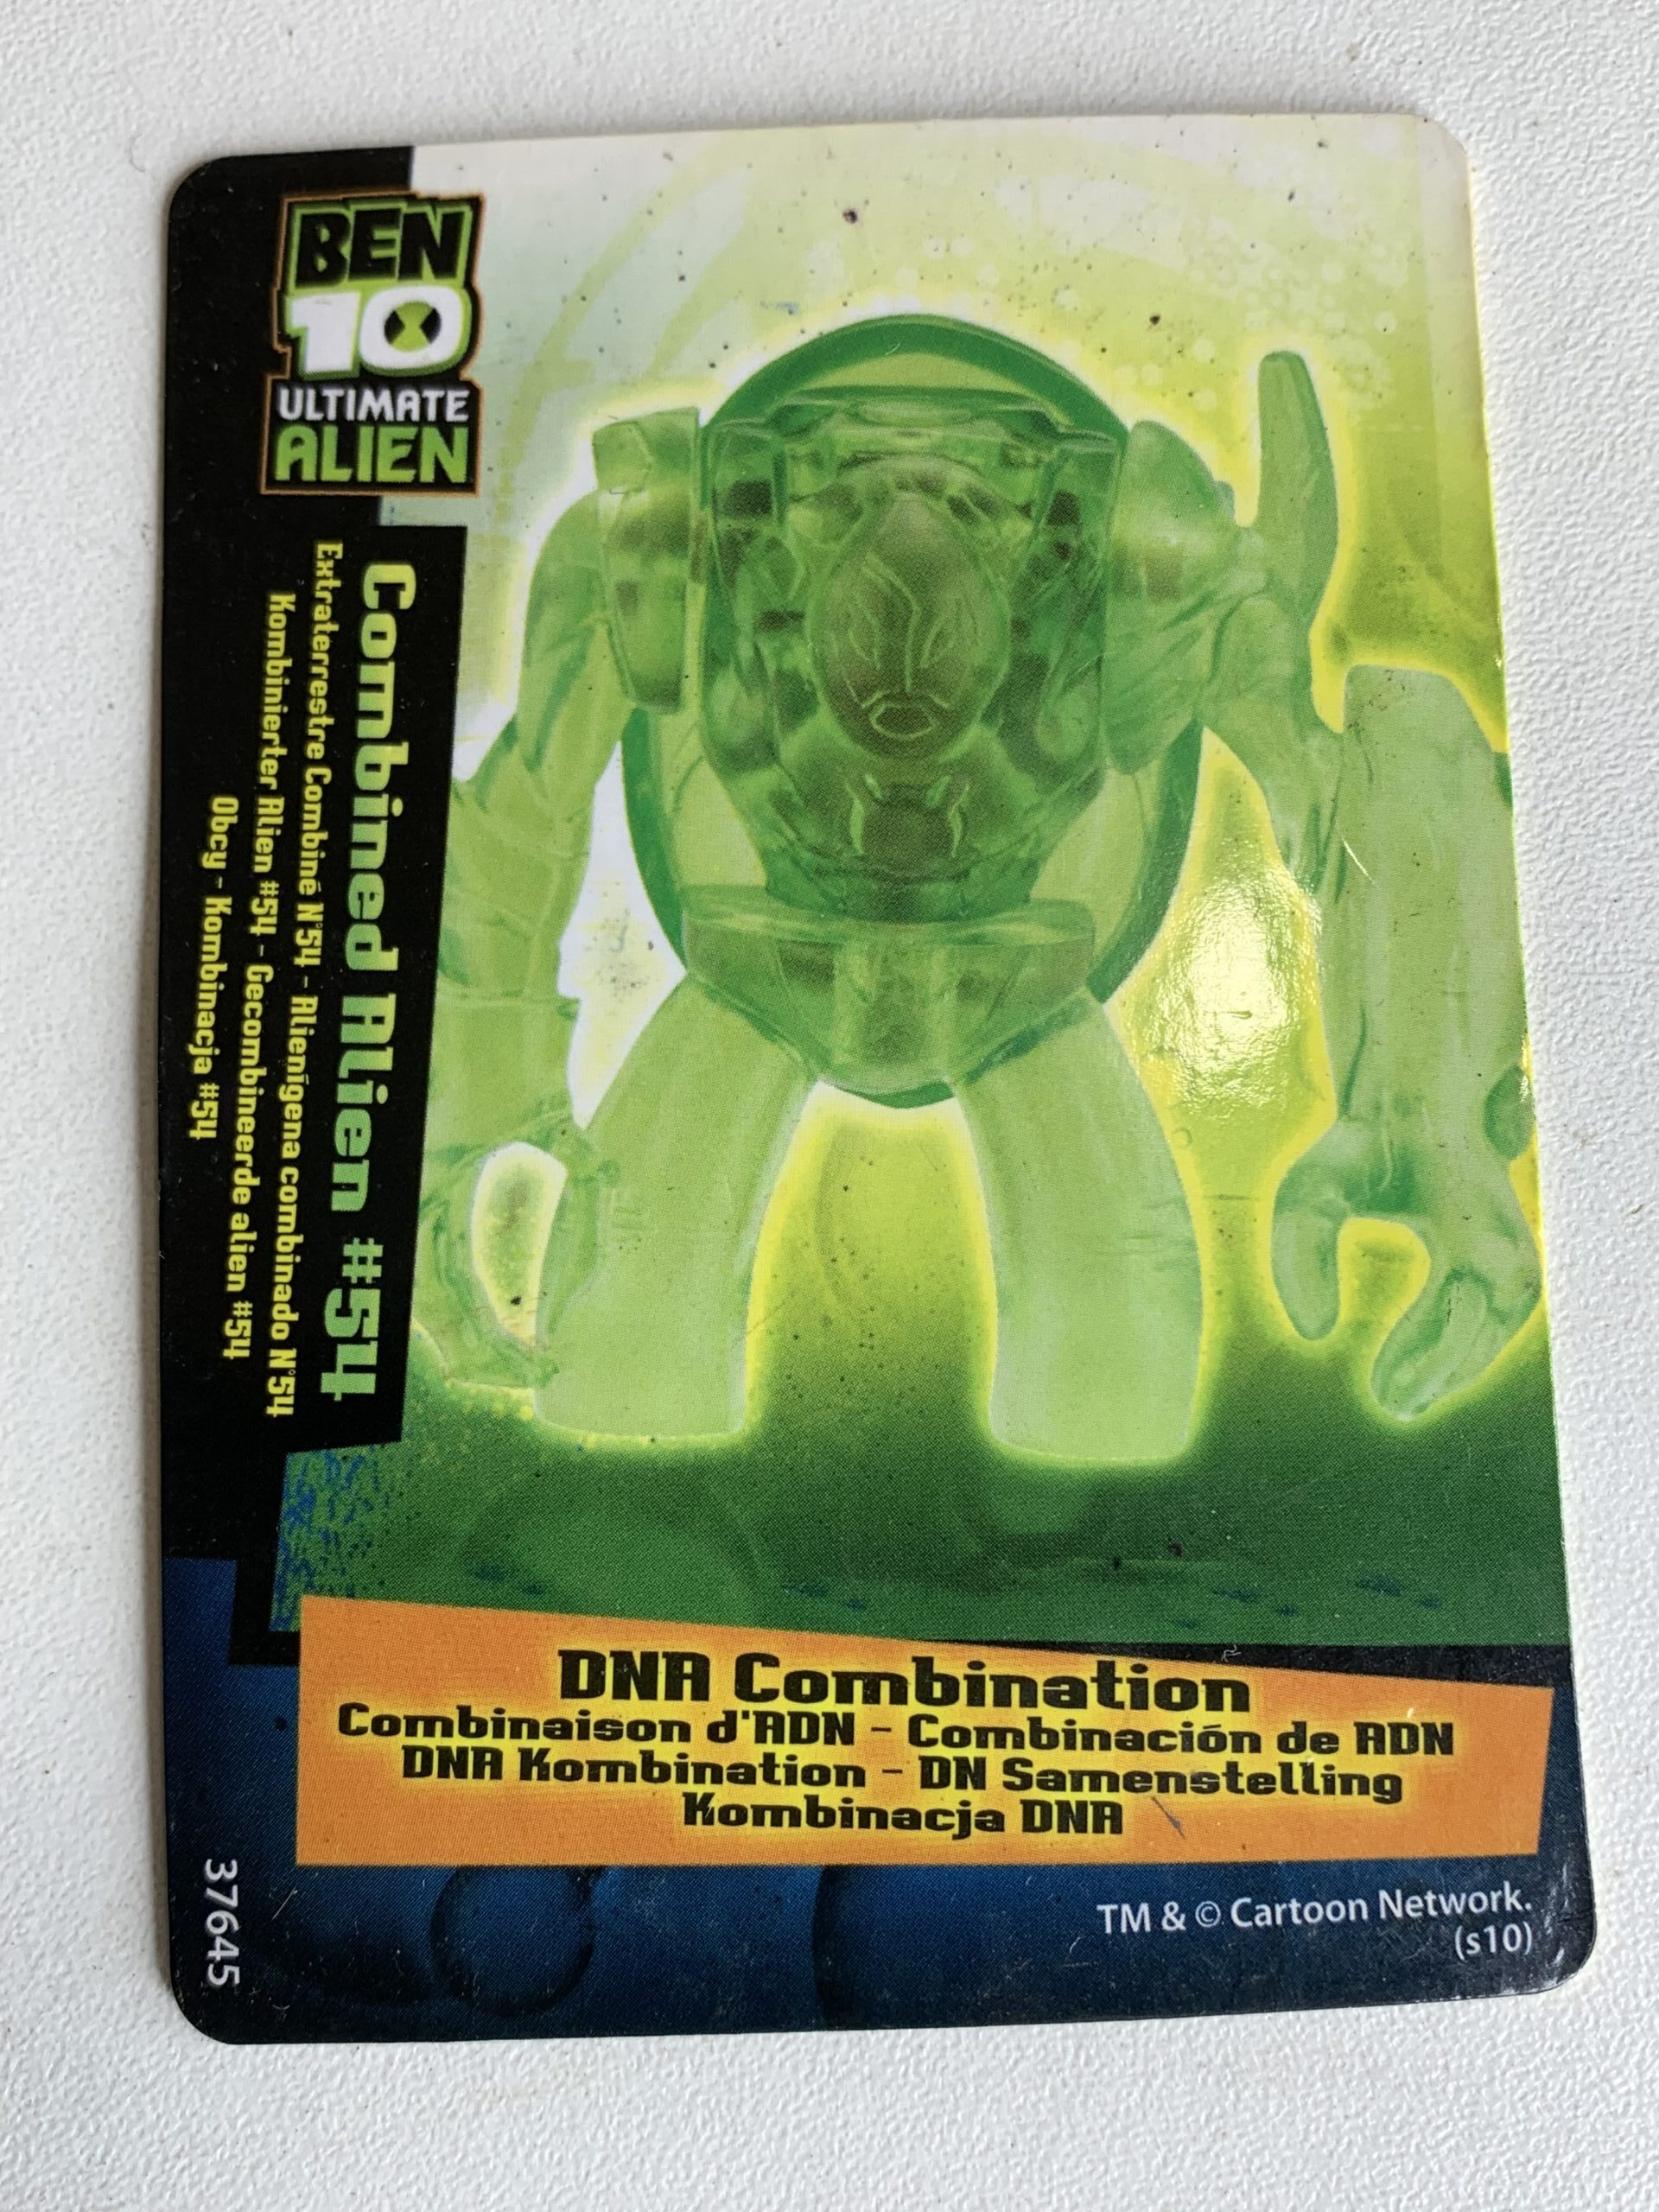 BEN
10
ULTIMATE
ALIEN
Combined Alien #54
Extraterrestre Combiné N°54 - Alienígena combinado N°54
Kombinierter Alien #54 - Gecombineerde alien #54
Obcy - Kombinacja #54
DNA Combination
Combinaison d'ADN - Combinación de ADN
DNA Kombination - DN Samenstelling
Kombinacja DNA
TM & © Cartoon Network.
(s10)
37645